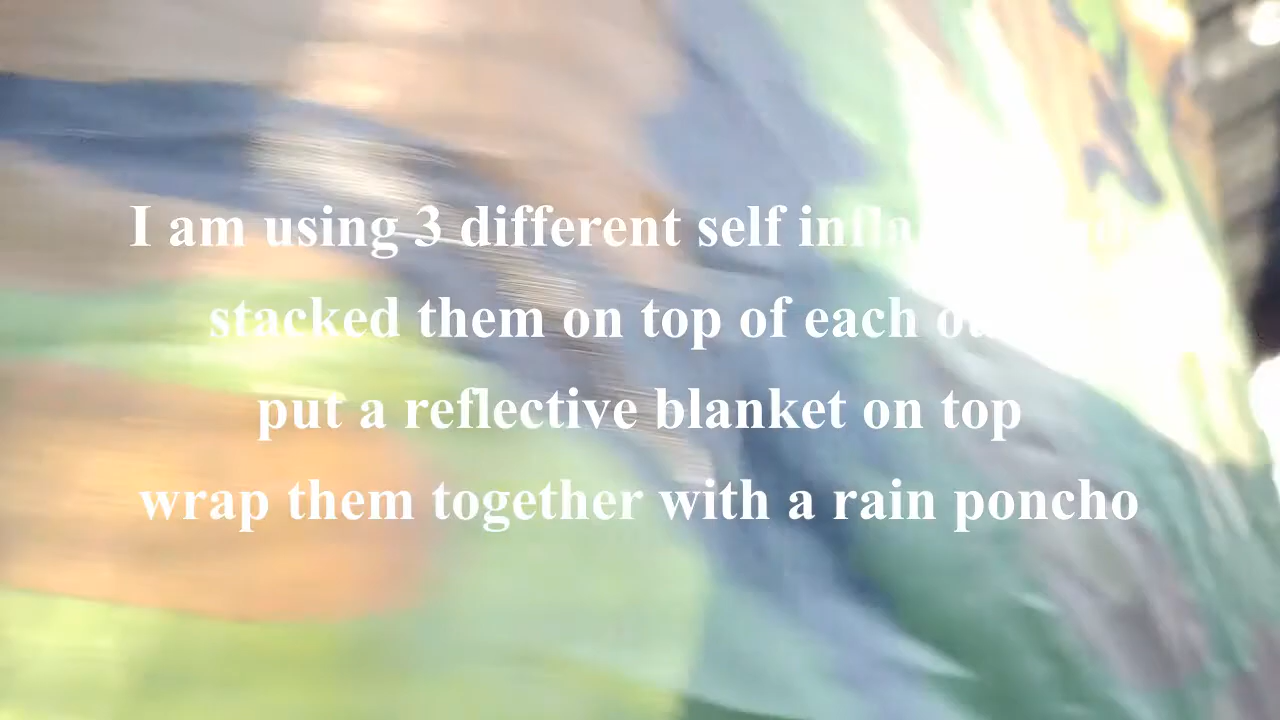 I am using 3 different self
stacked them on top of each
put a reflective blanket on top
wrap them together with a rain poncho